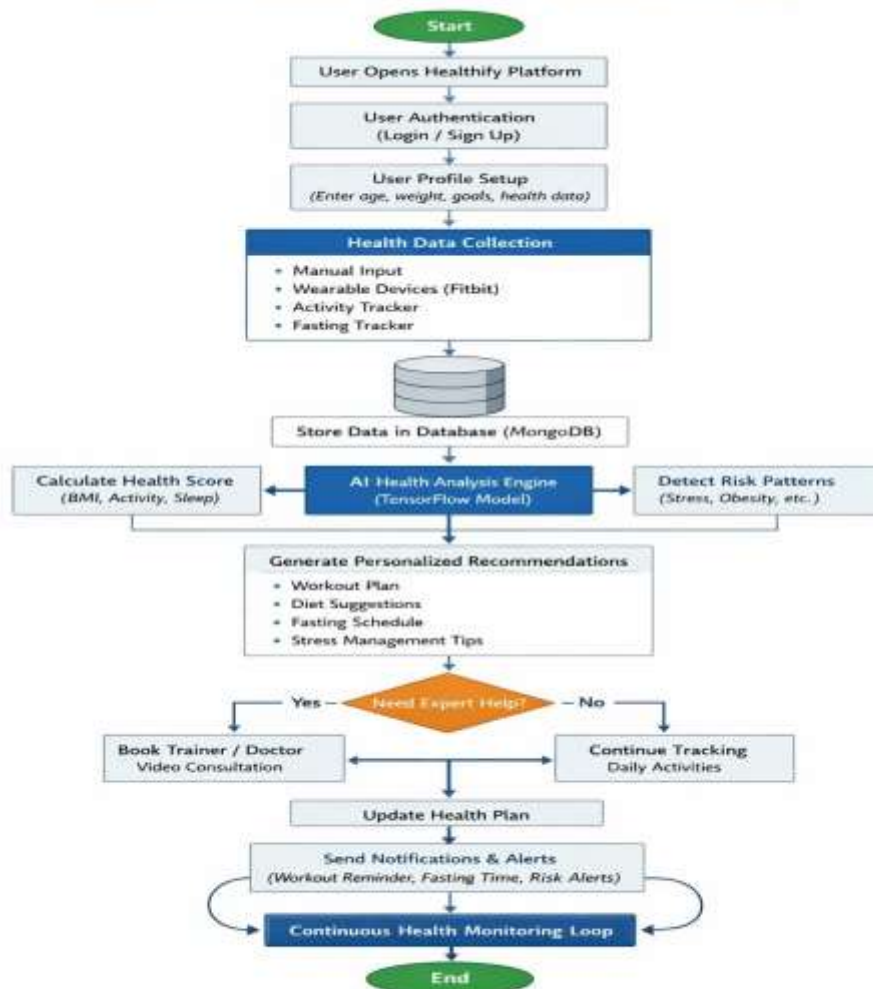 Start
User Opens Healthify Platform
User Authentication
(Login / Sign Up)
User Profile Setup
(Enter age, weight, goals, health data)
Health Data Collection
• Manual Input
• Wearable Devices (Fitbit)
• Activity Tracker
• Fasting Tracker
Store Data in Database (MongoDB)
Calculate Health Score
(BMI, Activity, Sleep)
AI Health Analysis Engine
(TensorFlow Model)
Detect Risk Patterns
(Stress, Obesity, etc.)
Generate Personalized Recommendations
• Workout Plan
• Diet Suggestions
• Fasting Schedule
• Stress Management Tips
Yes
Need Expert Help?
No
Book Trainer / Doctor
Video Consultation
Continue Tracking
Daily Activities
Update Health Plan
Send Notifications & Alerts
(Workout Reminder, Fasting Time, Risk Alerts)
Continuous Health Monitoring Loop
End